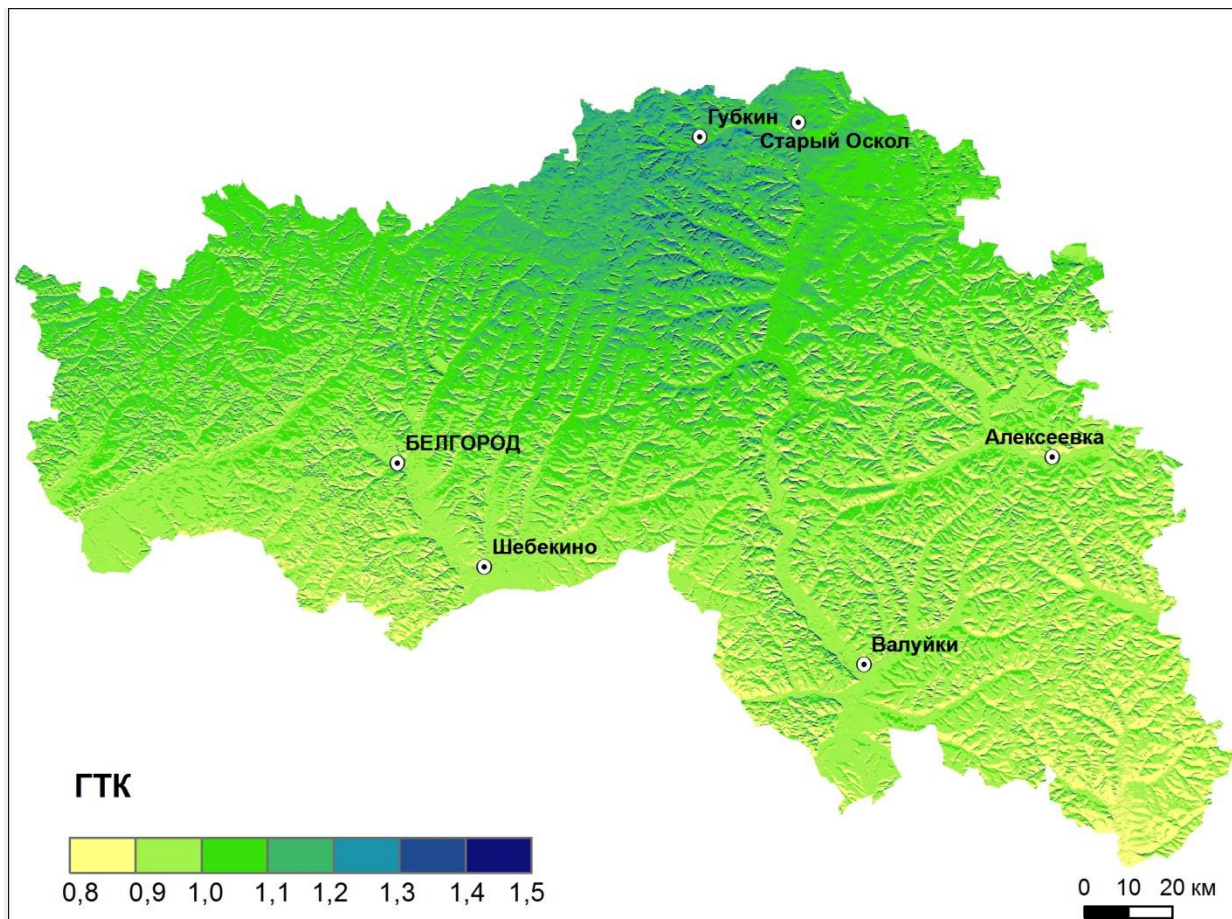 Губкин
Старый Оскол
Алексеевка
БЕЛГОРОД
Шебекино
Валуйки
ГТК
0,8 0,9 1,0 1,1 1,2 1,3 1,4 1,5
0 10 20 км